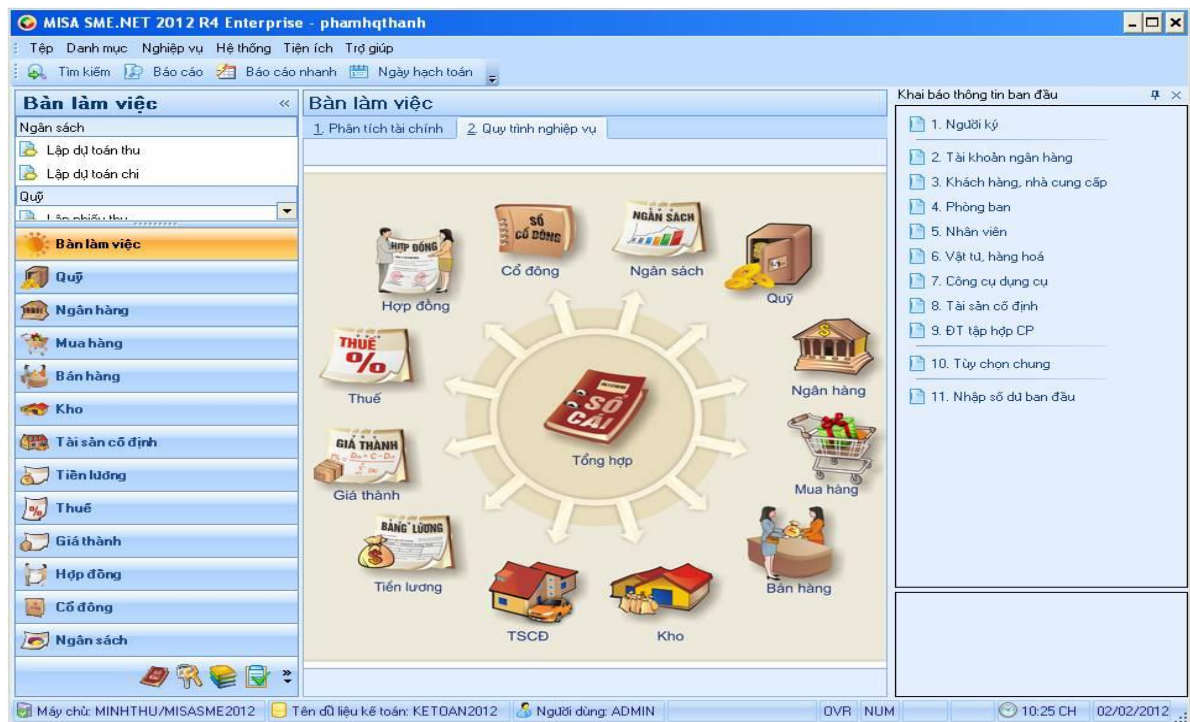 MISA SME.NET 2012 R4 Enterprise - phamhqthanh
Tệp Danh mục Nghiệp vụ Hệ thống Tiện ích Trợ giúp
Tìm kiếm Báo cáo Báo cáo nhanh Ngày hạch toán
Bàn làm việc «
Ngân sách
Lập dự toán thu
Lập dự toán chi
Quỹ
Lập phiếu thu
Bàn làm việc
Quỹ
Ngân hàng
Mua hàng
Bán hàng
Kho
Tài sản cố định
Tiền lương
Thuế
Giá thành
Hợp đồng
Cổ đông
Ngân sách
Bàn làm việc
1. Phân tích tài chính 2. Quy trình nghiệp vụ
HỢP ĐỒNG
Hợp đồng
SỔ CỔ ĐÔNG
Cổ đông
NGÂN SÁCH
Ngân sách
Quỹ
THUẾ %
Thuế
Ngân hàng
SỔ CÁI
Tổng hợp
GIÁ THÀNH
Giá thành
Mua hàng
BẢNG LƯƠNG
Tiền lương
Bán hàng
TSCĐ
Kho
Khai báo thông tin ban đầu
1. Người ký
2. Tài khoản ngân hàng
3. Khách hàng, nhà cung cấp
4. Phòng ban
5. Nhân viên
6. Vật tư, hàng hoá
7. Công cụ dụng cụ
8. Tài sản cố định
9. ĐT tập hợp CP
10. Tùy chọn chung
11. Nhập số dư ban đầu
Máy chủ: MINHTHU/MISASME2012 Tên dữ liệu kế toán: KETOAN2012 Người dùng: ADMIN OVR NUM 10:25 CH 02/02/2012